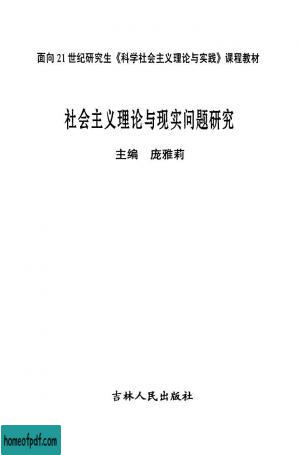 面向 21 世纪研究生《科学社会主义理论与实践》课程教材
社会主义理论与现实问题研究
主编 庞雅莉
吉林人民出版社
homeofpdf.com